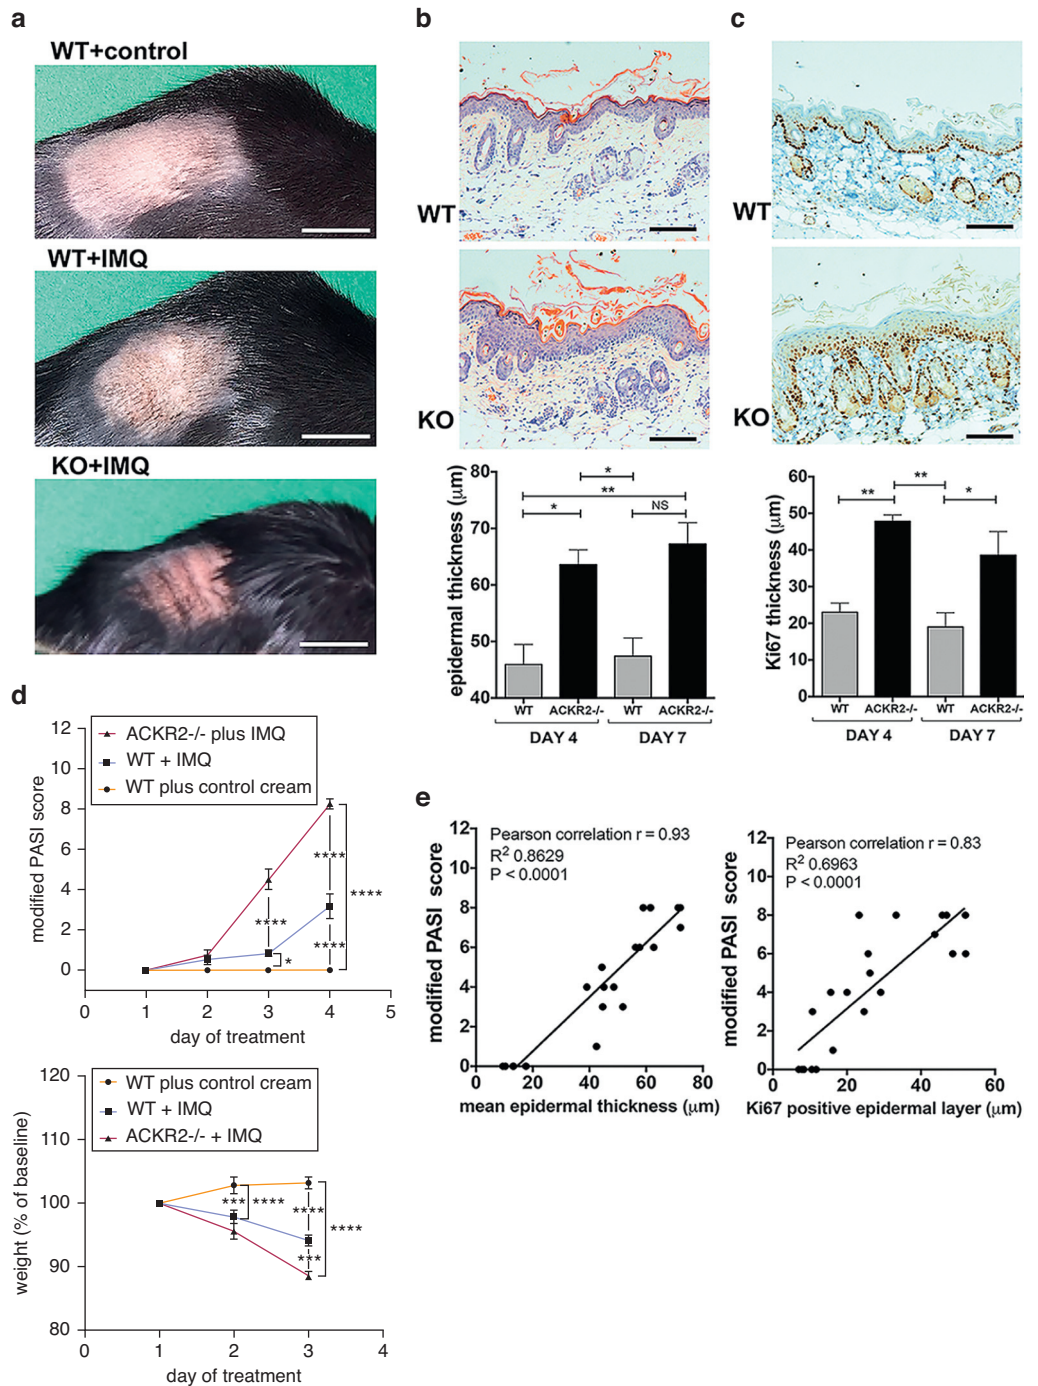 a
WT+control
WT+IMQ
KO+IMQ
b
WT
KO
epidermal thickness (μm)
80
70
60
50
40
*
**
*
NS
WT
ACKR2-/-
WT
ACKR2-/-
DAY 4
DAY 7
c
WT
KO
Ki67 thickness (μm)
60
50
40
30
20
10
0
**
**
*
WT
ACKR2-/-
WT
ACKR2-/-
DAY 4
DAY 7
d
modified PASI score
12
10
8
6
4
2
0
ACKR2-/- plus IMQ
WT + IMQ
WT plus control cream
****
****
****
****
*
0
1
2
3
4
5
day of treatment
weight (% of baseline)
120
110
100
90
80
WT plus control cream
WT + IMQ
ACKR2-/- + IMQ
***
****
****
****
***
0
1
2
3
4
day of treatment
e
modified PASI score
12
10
8
6
4
2
0
Pearson correlation r = 0.93
R² 0.8629
P < 0.0001
0
20
40
60
80
mean epidermal thickness (μm)
modified PASI score
12
10
8
6
4
2
0
Pearson correlation r = 0.83
R² 0.6963
P < 0.0001
0
20
40
60
Ki67 positive epidermal layer (μm)